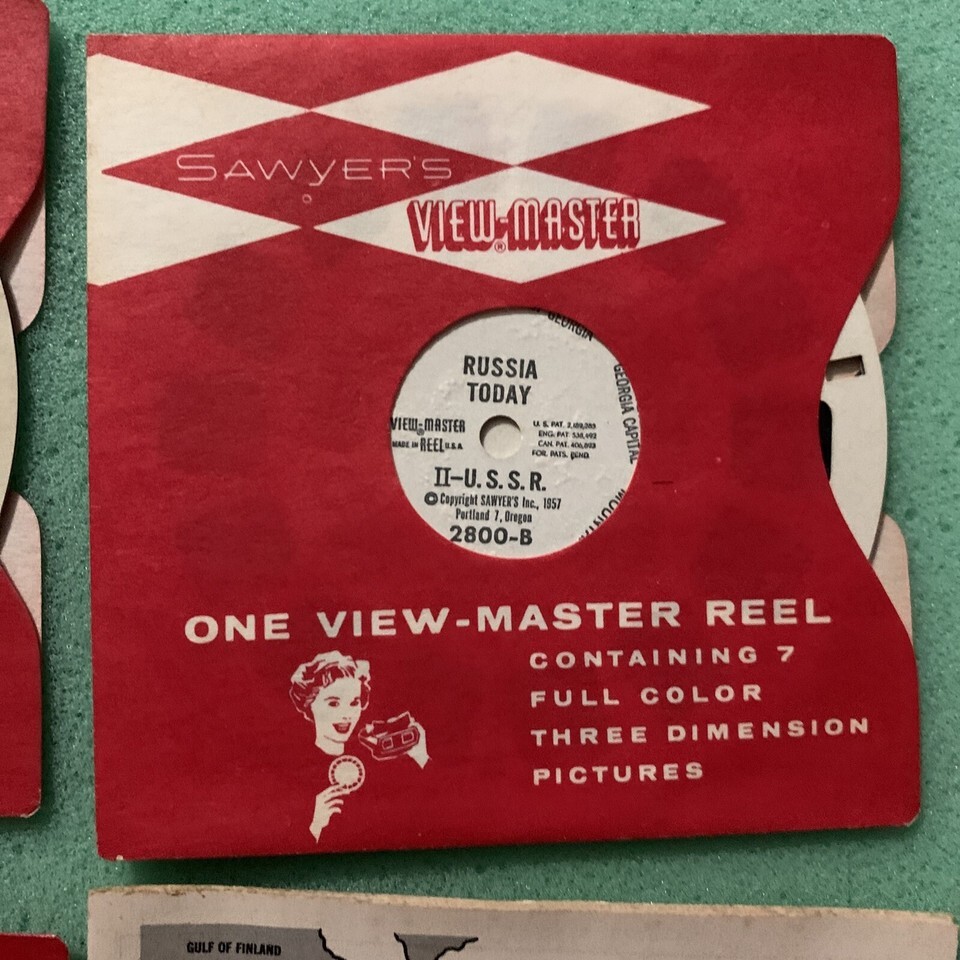 SAWYER'S
VIEW-MASTER
®
GEORGIA
GEORGIA CAPITAL
RUSSIA
TODAY
VIEW-MASTER
®
MADE IN REEL U.S.A.
U. S. PAT. 2,189,285
ENG. PAT 538,492
CAN. PAT. 406,093
FOR. PATS. PEND.
II-U. S. S. R.
© Copyright SAWYER'S Inc., 1957
Portland 7, Oregon
2800-B
ONE VIEW-MASTER REEL
CONTAINING 7
FULL COLOR
THREE DIMENSION
PICTURES
GULF OF FINLAND